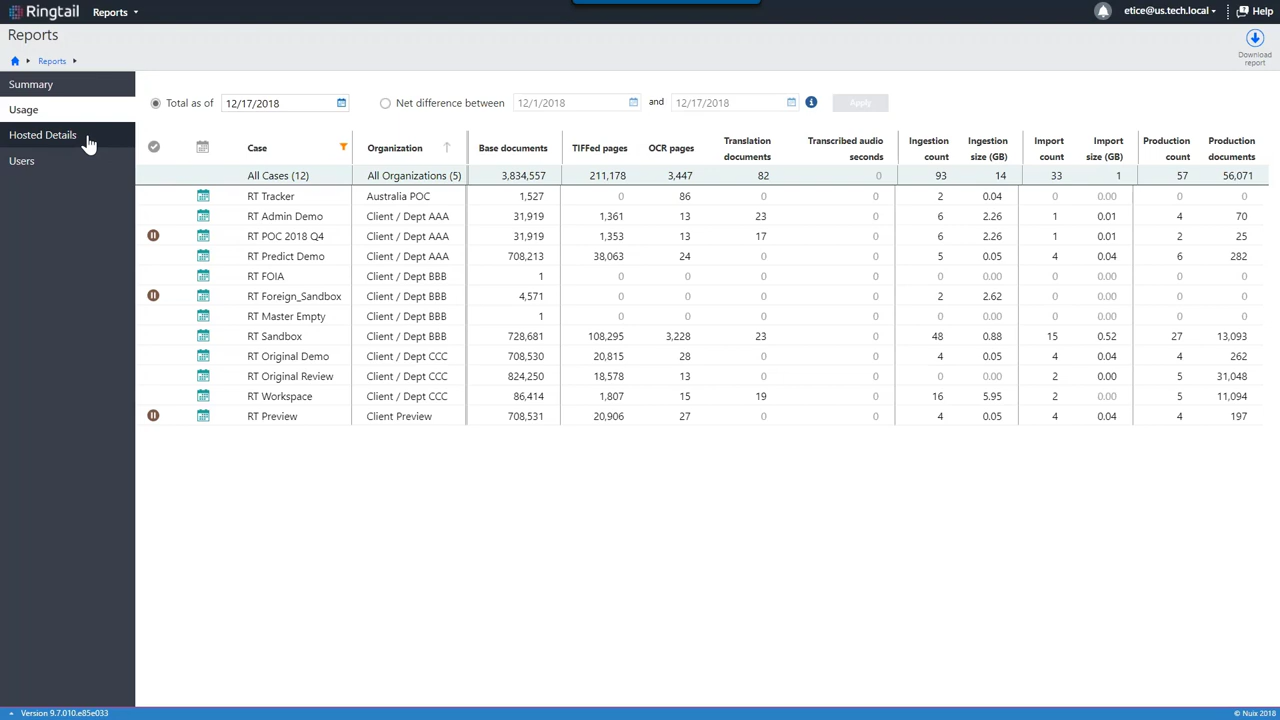 Ringtail Reports etice@us.tech.local Help
Reports
Reports
Download report
Summary
Usage
Hosted Details
Users
Total as of 12/17/2018 Net difference between 12/1/2018 and 12/17/2018 Apply
Case Organization Base documents TIFFed pages OCR pages Translation documents Transcribed audio seconds Ingestion count Ingestion size (GB) Import count Import size (GB) Production count Production documents
All Cases (12) All Organizations (5) 3,834,557 211,178 3,447 82 0 93 14 33 1 57 56,071
RT Tracker Australia POC 1,527 0 86 0 0 2 0.04 0 0.00 0 0
RT Admin Demo Client / Dept AAA 31,919 1,361 13 23 0 6 2.26 1 0.01 4 70
RT POC 2018 Q4 Client / Dept AAA 31,919 1,353 13 17 0 6 2.26 1 0.01 2 25
RT Predict Demo Client / Dept AAA 708,213 38,063 24 0 0 5 0.05 4 0.04 6 282
RT FOIA Client / Dept BBB 1 0 0 0 0 0 0.00 0 0.00 0 0
RT Foreign_Sandbox Client / Dept BBB 4,571 0 0 0 0 2 2.62 0 0.00 0 0
RT Master Empty Client / Dept BBB 1 0 0 0 0 0 0.00 0 0.00 0 0
RT Sandbox Client / Dept BBB 728,681 108,295 3,228 23 0 48 0.88 15 0.52 27 13,093
RT Original Demo Client / Dept CCC 708,530 20,815 28 0 0 4 0.05 4 0.04 4 262
RT Original Review Client / Dept CCC 824,250 18,578 13 0 0 0 0.00 2 0.00 5 31,048
RT Workspace Client / Dept CCC 86,414 1,807 15 19 0 16 5.95 2 0.00 5 11,094
RT Preview Client Preview 708,531 20,906 27 0 0 4 0.05 4 0.04 4 197
Version 9.7.010.e85e033 © Nuix 2018